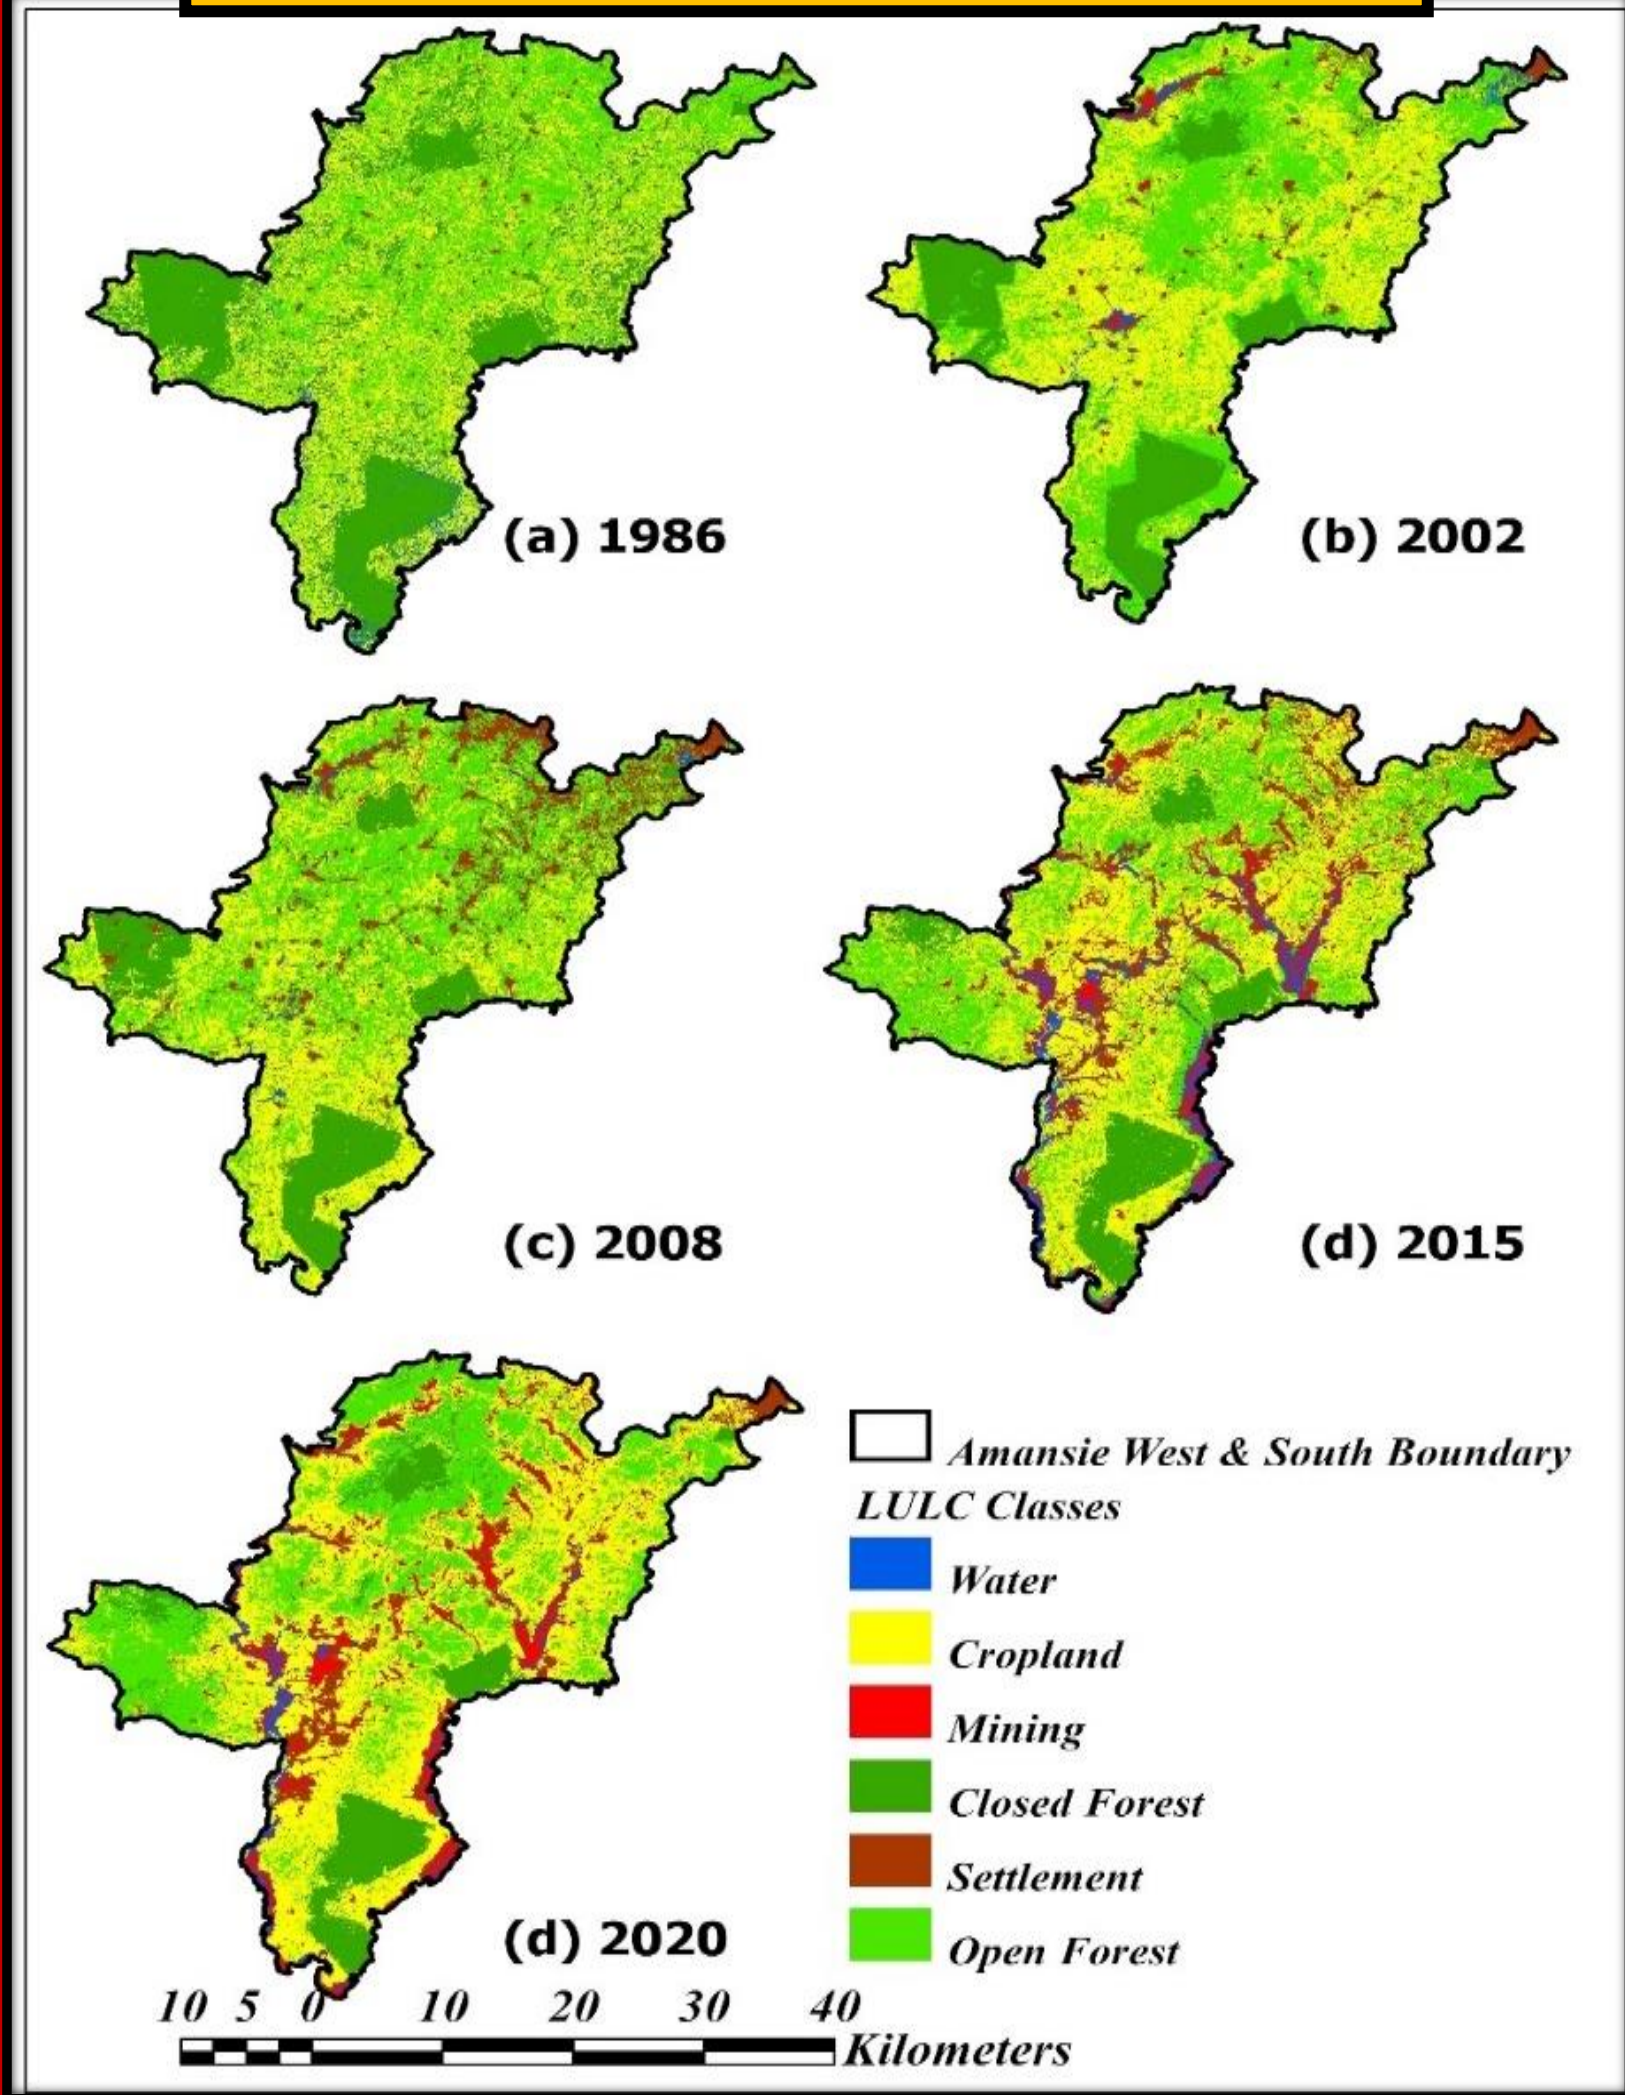 (a) 1986
(b) 2002
(c) 2008
(d) 2015
(d) 2020
Amansie West & South Boundary
LULC Classes
Water
Cropland
Mining
Closed Forest
Settlement
Open Forest
10 5 0 10 20 30 40
Kilometers